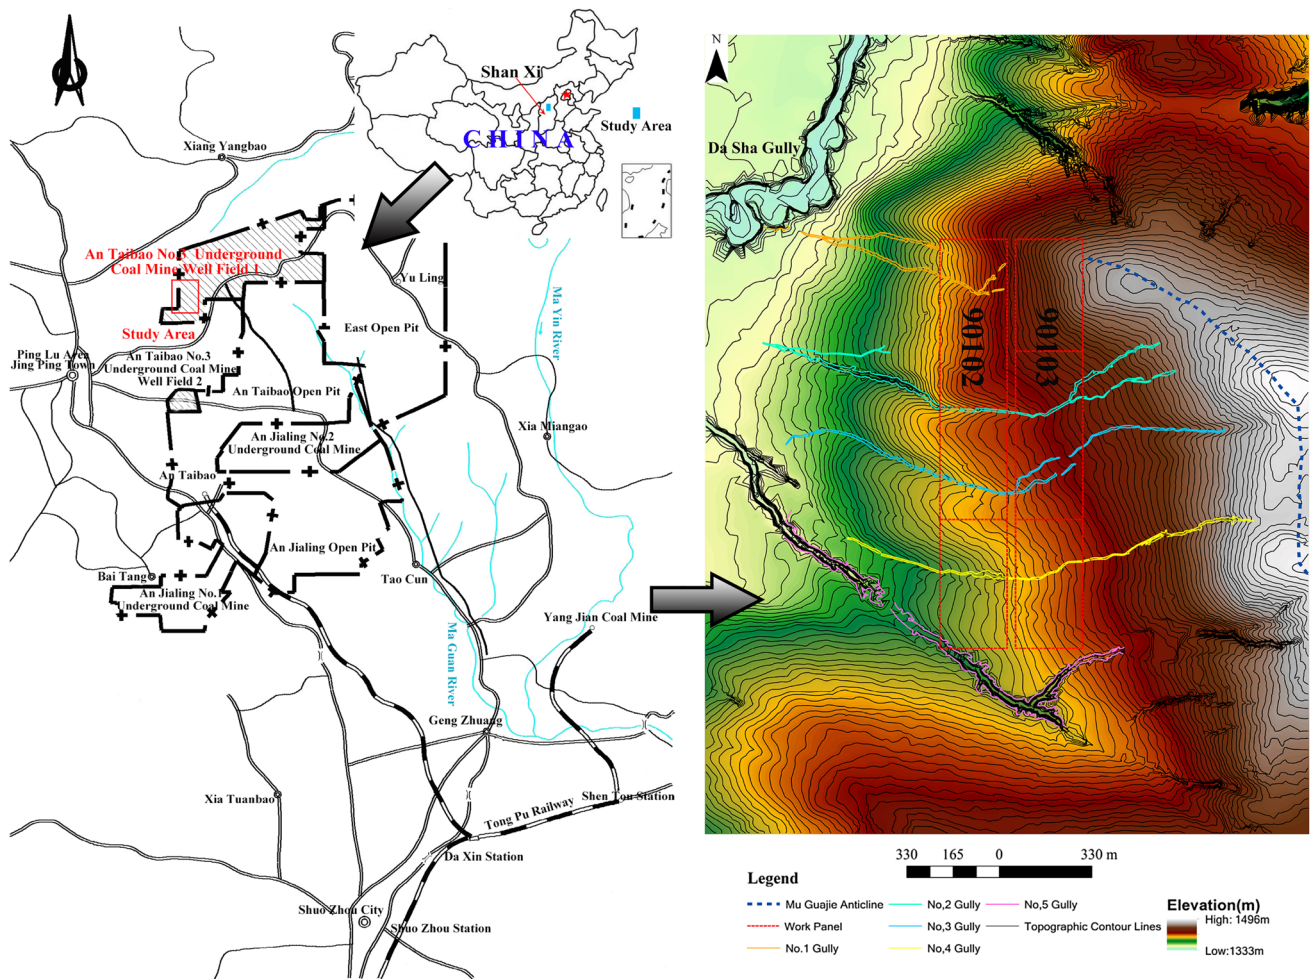 Shan Xi
CHINA
Study Area
Xiang Yangbao
An Taibao No.3 Underground
Coal Mine Well Field 1
Study Area
Yu Ling
East Open Pit
Ma Yin River
Ping Lu Area
Jing Ping Town
An Taibao No.3
Underground Coal Mine
Well Field 2
An Taibao Open Pit
An Jialing No.2
Underground Coal Mine
Xia Miangao
An Taibao
An Jialing Open Pit
Bai Tang
An Jialing No.1
Underground Coal Mine
Tao Cun
Yang Jian Coal Mine
Ma Guan River
Geng Zhuang
Xia Tuanbao
Shen Tou Station
Tong Pu Railway
Da Xin Station
Shuo Zhou City
Shuo Zhou Station
N
Da Sha Gully
90102
90103
330 165 0 330 m
Legend
Mu Guajie Anticline
Work Panel
No.1 Gully
No,2 Gully
No,3 Gully
No,4 Gully
No,5 Gully
Topographic Contour Lines
Elevation(m)
High: 1496m
Low:1333m